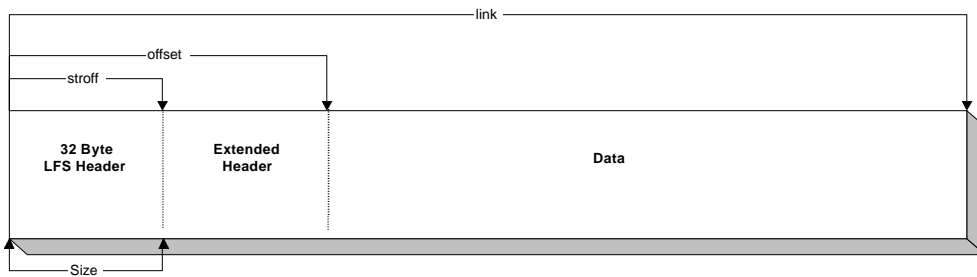 link
offset
stroff
32 Byte
LFS Header
Extended
Header
Data
Size